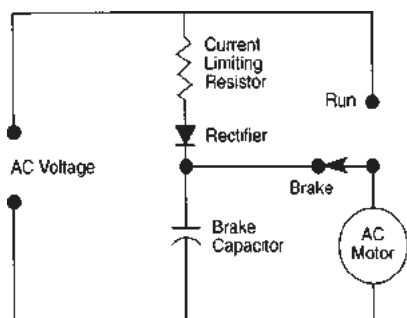 Current
Limiting
Resistor
Run
Rectifier
AC Voltage
Brake
Brake
Capacitor
AC
Motor